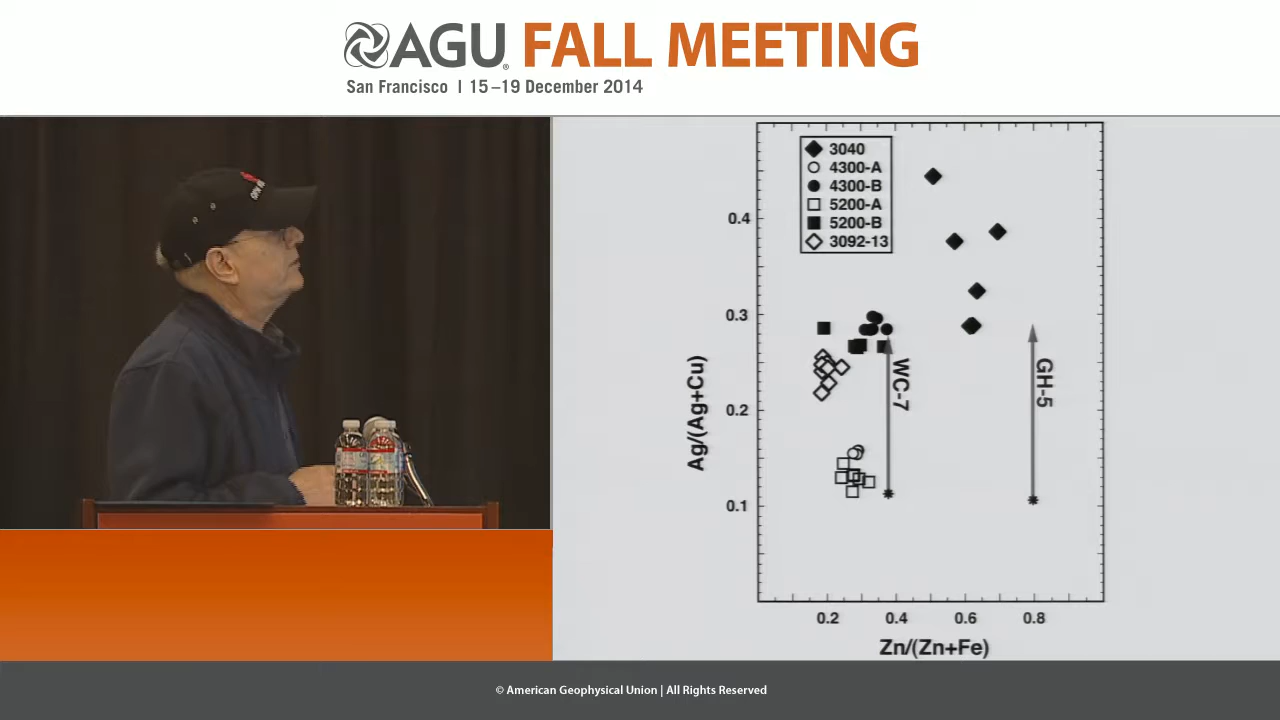 AGU FALL MEETING
San Francisco | 15–19 December 2014
3040
4300-A
4300-B
5200-A
5200-B
3092-13
0.4
0.3
0.2
0.1
Ag/(Ag+Cu)
WC-7
GH-5
0.2 0.4 0.6 0.8
Zn/(Zn+Fe)
© American Geophysical Union | All Rights Reserved